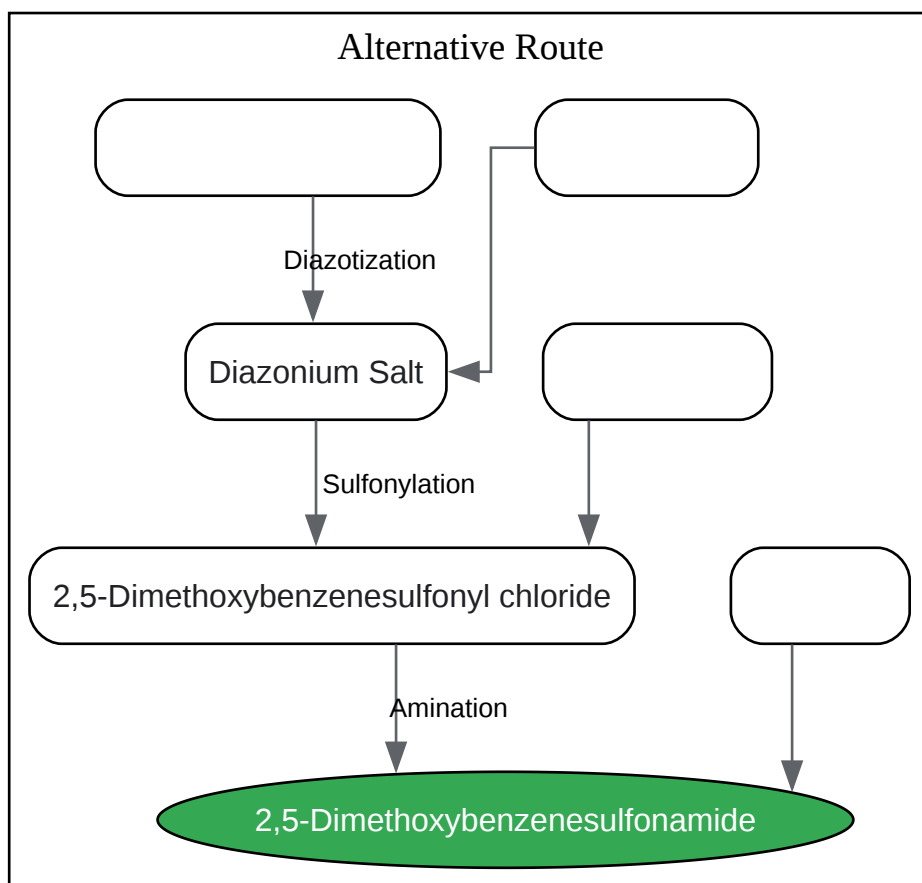 Alternative Route
Diazotization
Diazonium Salt
Sulfonylation
2,5-Dimethoxybenzenesulfonyl chloride
Amination
2,5-Dimethoxybenzenesulfonamide